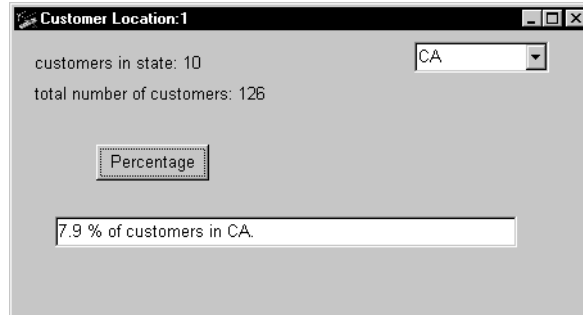 Customer Location:1
customers in state: 10
CA
total number of customers: 126
Percentage
7.9 % of customers in CA.